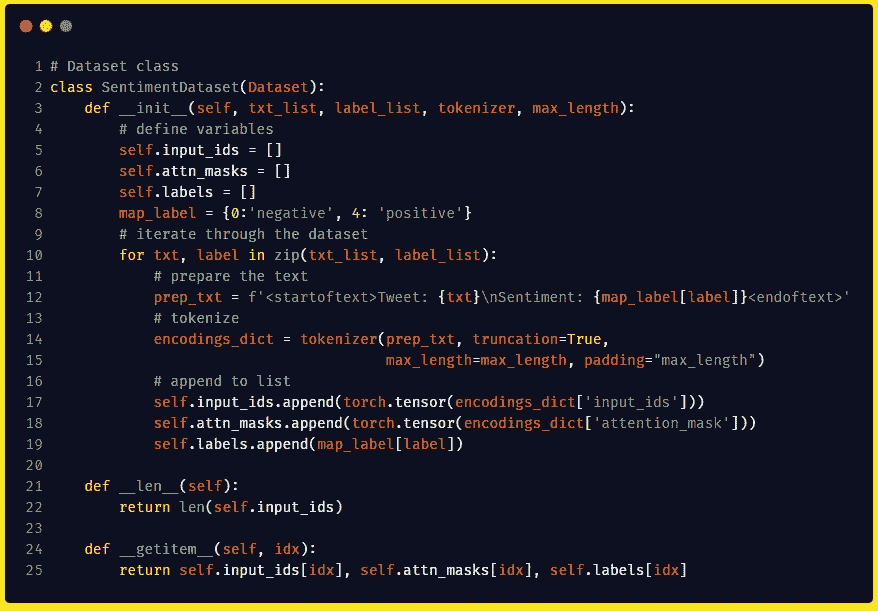 1 # Dataset class
2 class SentimentDataset(Dataset):
3     def __init__(self, txt_list, label_list, tokenizer, max_length):
4         # define variables
5         self.input_ids = []
6         self.attn_masks = []
7         self.labels = []
8         map_label = {0:'negative', 4: 'positive'}
9         # iterate through the dataset
10         for txt, label in zip(txt_list, label_list):
11             # prepare the text
12             prep_txt = f'<startoftext>Tweet: {txt}\nSentiment: {map_label[label]}<endoftext>'
13             # tokenize
14             encodings_dict = tokenizer(prep_txt, truncation=True,
15                                        max_length=max_length, padding="max_length")
16             # append to list
17             self.input_ids.append(torch.tensor(encodings_dict['input_ids']))
18             self.attn_masks.append(torch.tensor(encodings_dict['attention_mask']))
19             self.labels.append(map_label[label])
20
21     def __len__(self):
22         return len(self.input_ids)
23
24     def __getitem__(self, idx):
25         return self.input_ids[idx], self.attn_masks[idx], self.labels[idx]